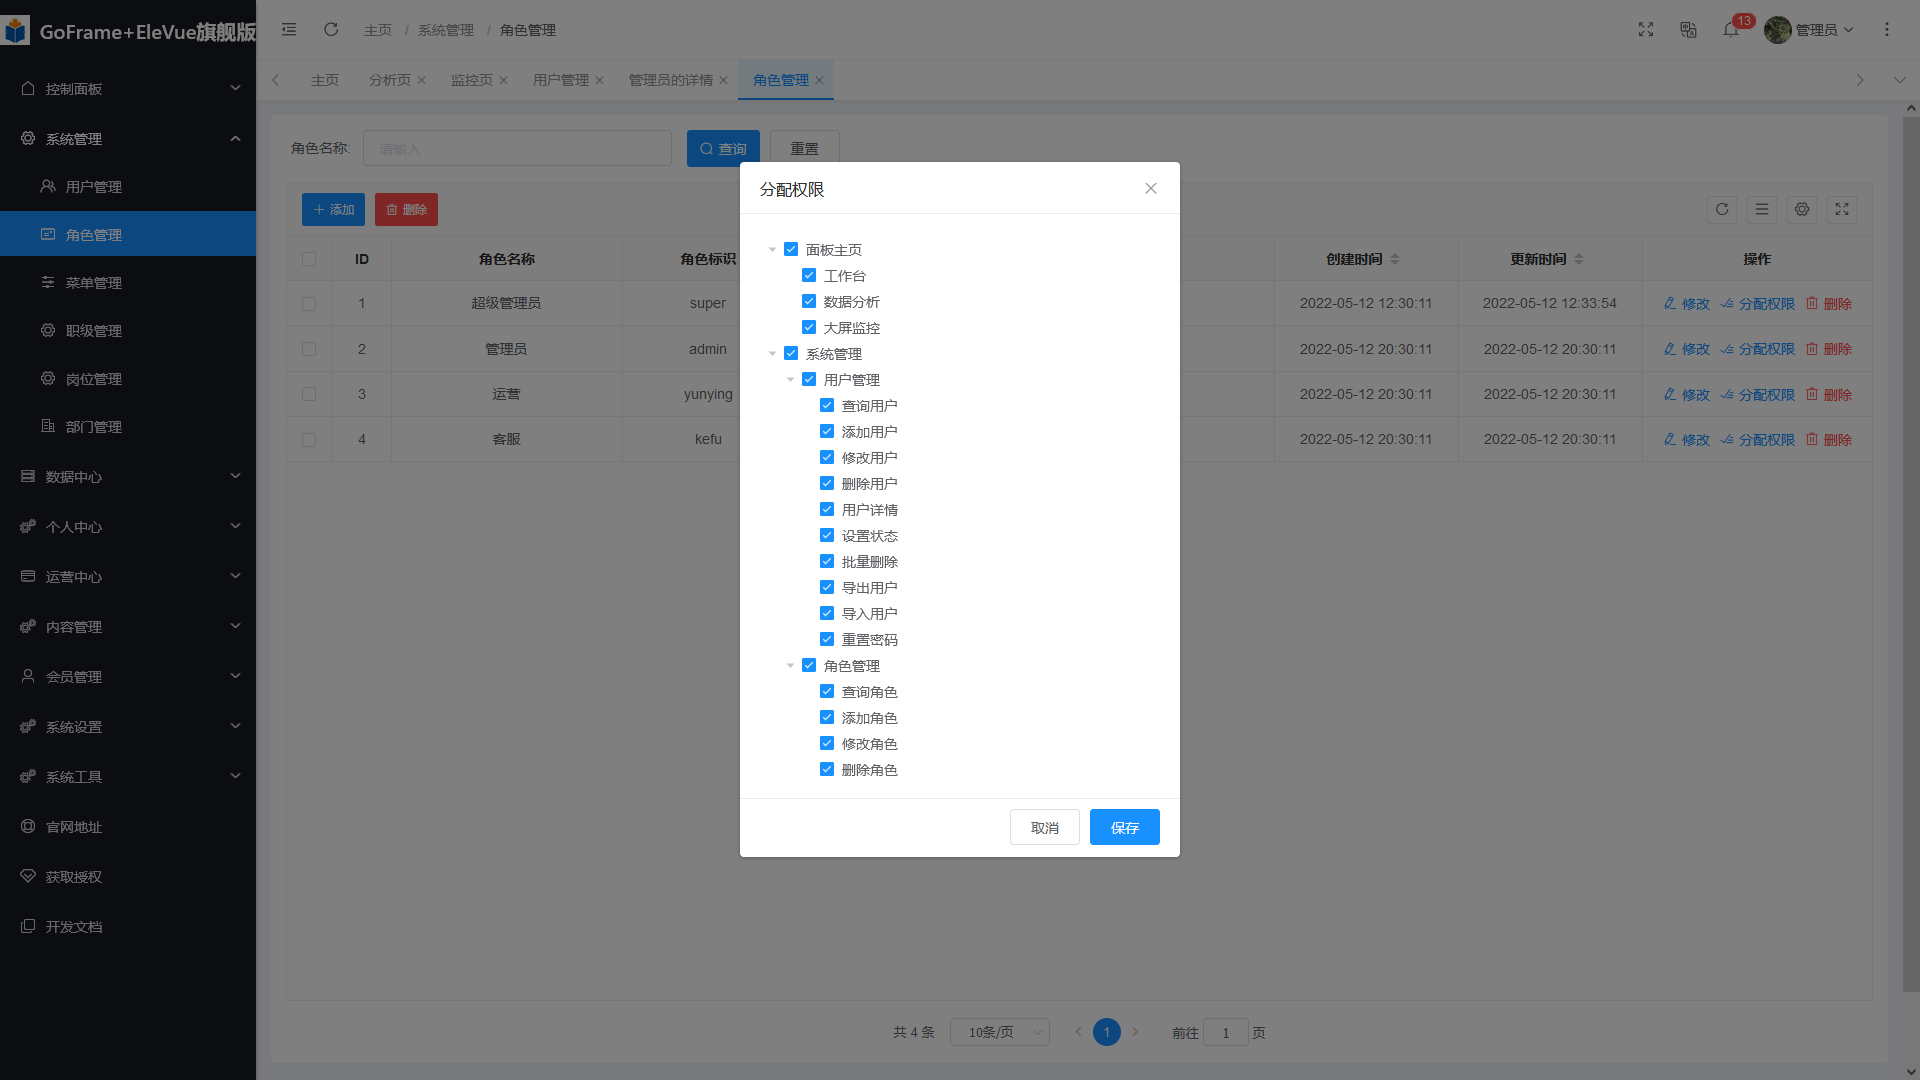 GoFrame+EleVue旗舰版
主页 / 系统管理 / 角色管理
13
管理员
控制面板
系统管理
用户管理
角色管理
菜单管理
职级管理
岗位管理
部门管理
数据中心
个人中心
运营中心
内容管理
会员管理
系统设置
系统工具
官网地址
获取授权
开发文档
主页 分析页 监控页 用户管理 管理员的详情 角色管理
角色名称: 请输入 查询 重置
添加 删除
ID 角色名称 角色标识 创建时间 更新时间 操作
1 超级管理员 super 2022-05-12 12:30:11 2022-05-12 12:33:54 修改 分配权限 删除
2 管理员 admin 2022-05-12 20:30:11 2022-05-12 20:30:11 修改 分配权限 删除
3 运营 yunying 2022-05-12 20:30:11 2022-05-12 20:30:11 修改 分配权限 删除
4 客服 kefu 2022-05-12 20:30:11 2022-05-12 20:30:11 修改 分配权限 删除
分配权限
面板主页
工作台
数据分析
大屏监控
系统管理
用户管理
查询用户
添加用户
修改用户
删除用户
用户详情
设置状态
批量删除
导出用户
导入用户
重置密码
角色管理
查询角色
添加角色
修改角色
删除角色
取消 保存
共 4 条 10条/页 1 前往 1 页